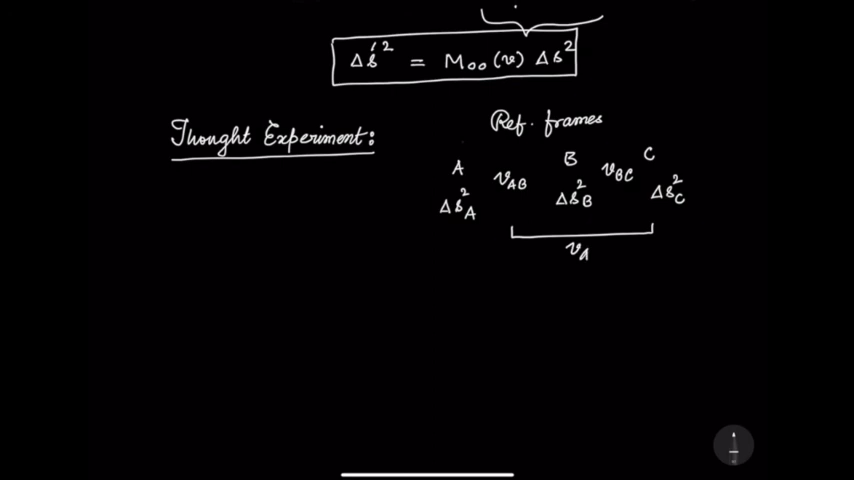 Δs'² = M₀₀(v) Δs²
Thought Experiment:
Ref. frames
A v_AB B v_BC C
Δs²_A Δs²_B Δs²_C
v_A